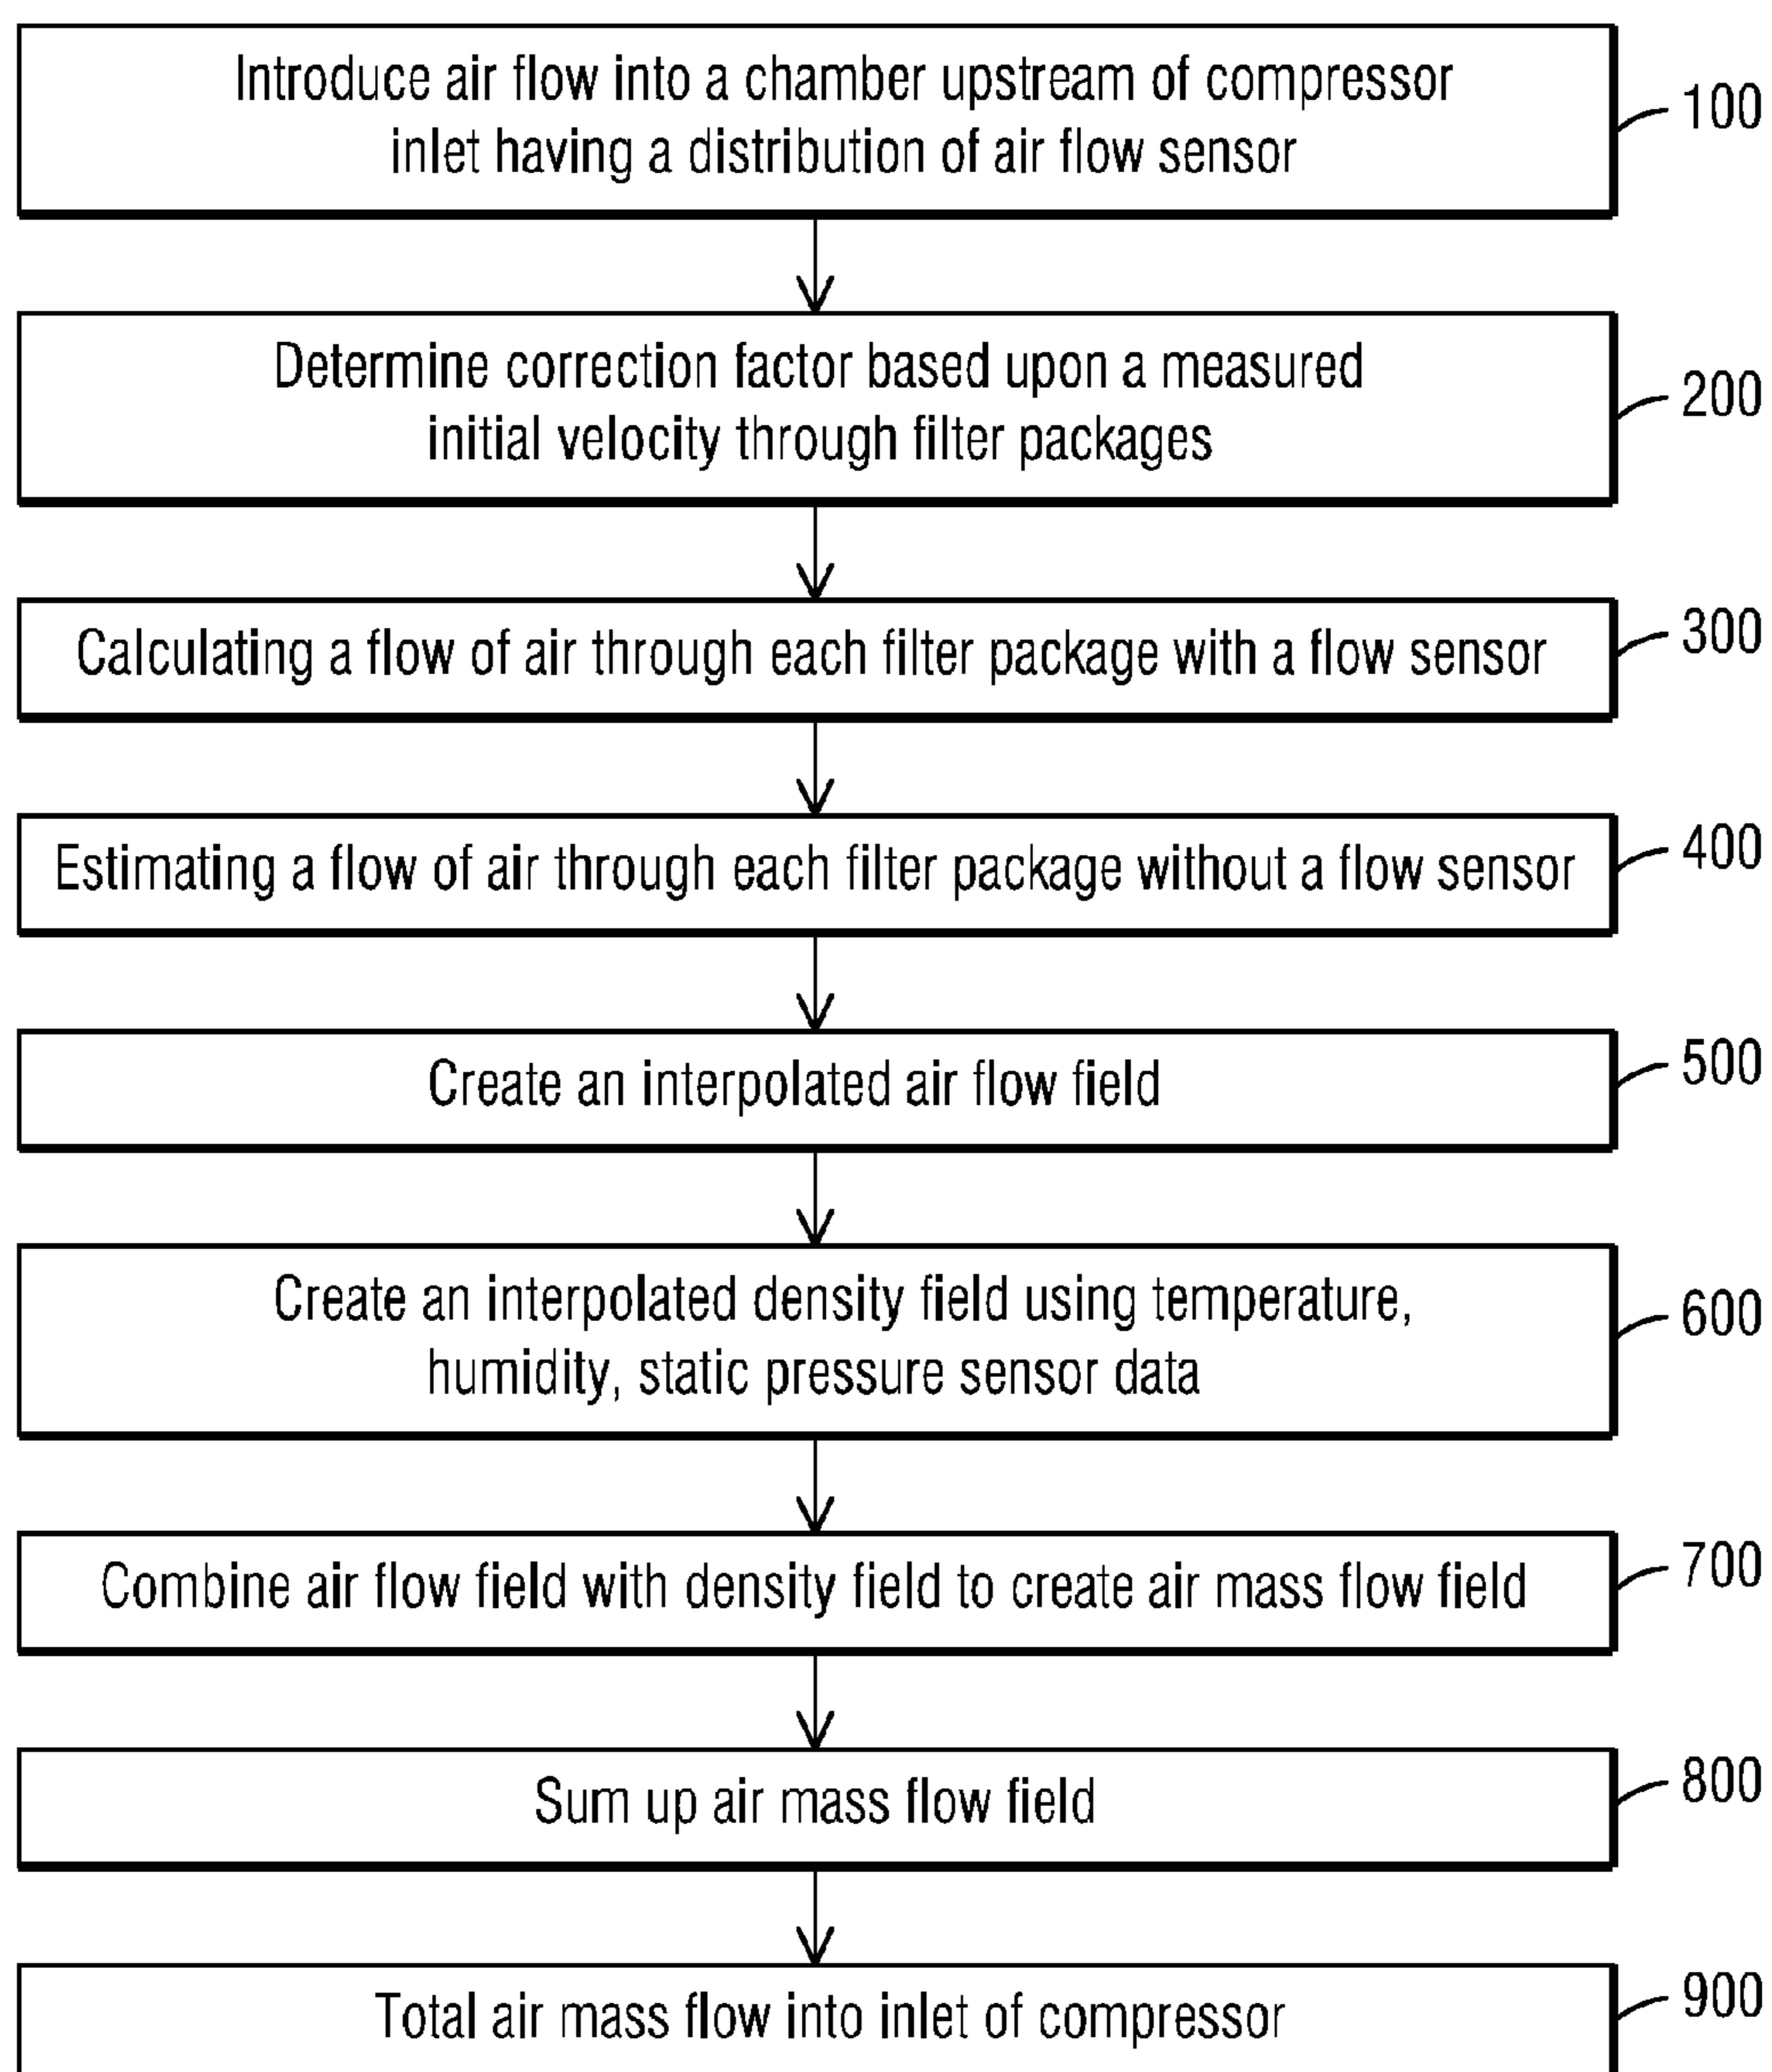 Introduce air flow into a chamber upstream of compressor
inlet having a distribution of air flow sensor
100
Determine correction factor based upon a measured
initial velocity through filter packages
200
Calculating a flow of air through each filter package with a flow sensor
300
Estimating a flow of air through each filter package without a flow sensor
400
Create an interpolated air flow field
500
Create an interpolated density field using temperature,
humidity, static pressure sensor data
600
Combine air flow field with density field to create air mass flow field
700
Sum up air mass flow field
800
Total air mass flow into inlet of compressor
900